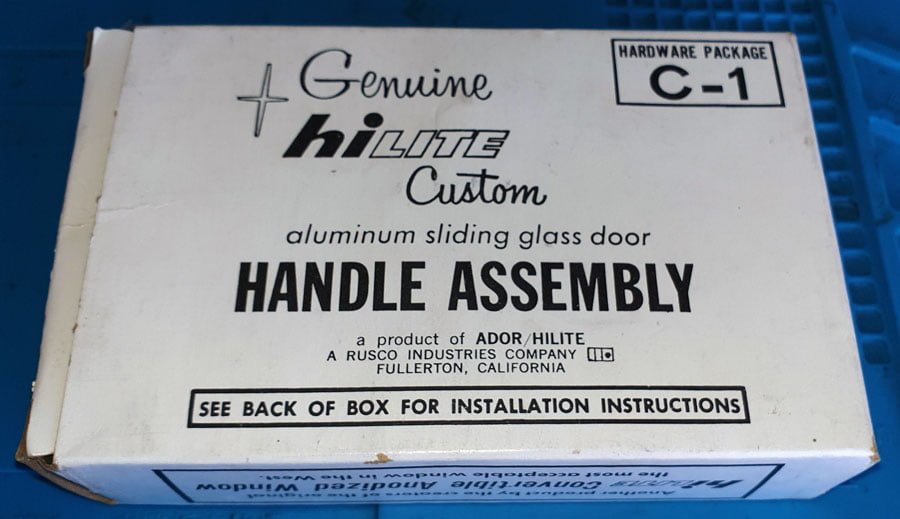 HARDWARE PACKAGE
C-1
Genuine
hiLITE
Custom
aluminum sliding glass door
HANDLE ASSEMBLY
a product of ADOR/HILITE
A RUSCO INDUSTRIES COMPANY
FULLERTON, CALIFORNIA
SEE BACK OF BOX FOR INSTALLATION INSTRUCTIONS
Another product by the creators of the original
Convertible Anodized Window
the most acceptable window in the West.